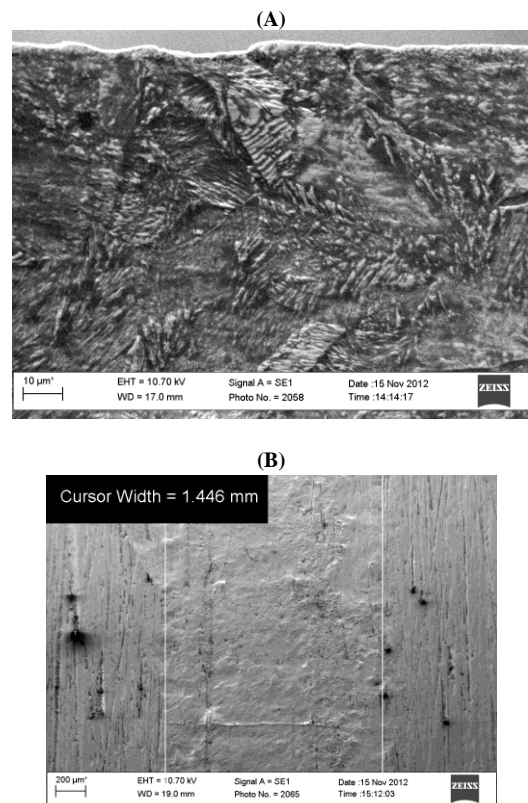 (A)
10 µm* EHT = 10.70 kV Signal A = SE1 Date :15 Nov 2012 ZEISS
WD = 17.0 mm Photo No. = 2058 Time :14:14:17
(B)
Cursor Width = 1.446 mm
200 µm* EHT = 10.70 kV Signal A = SE1 Date :15 Nov 2012 ZEISS
WD = 19.0 mm Photo No. = 2065 Time :15:12:03